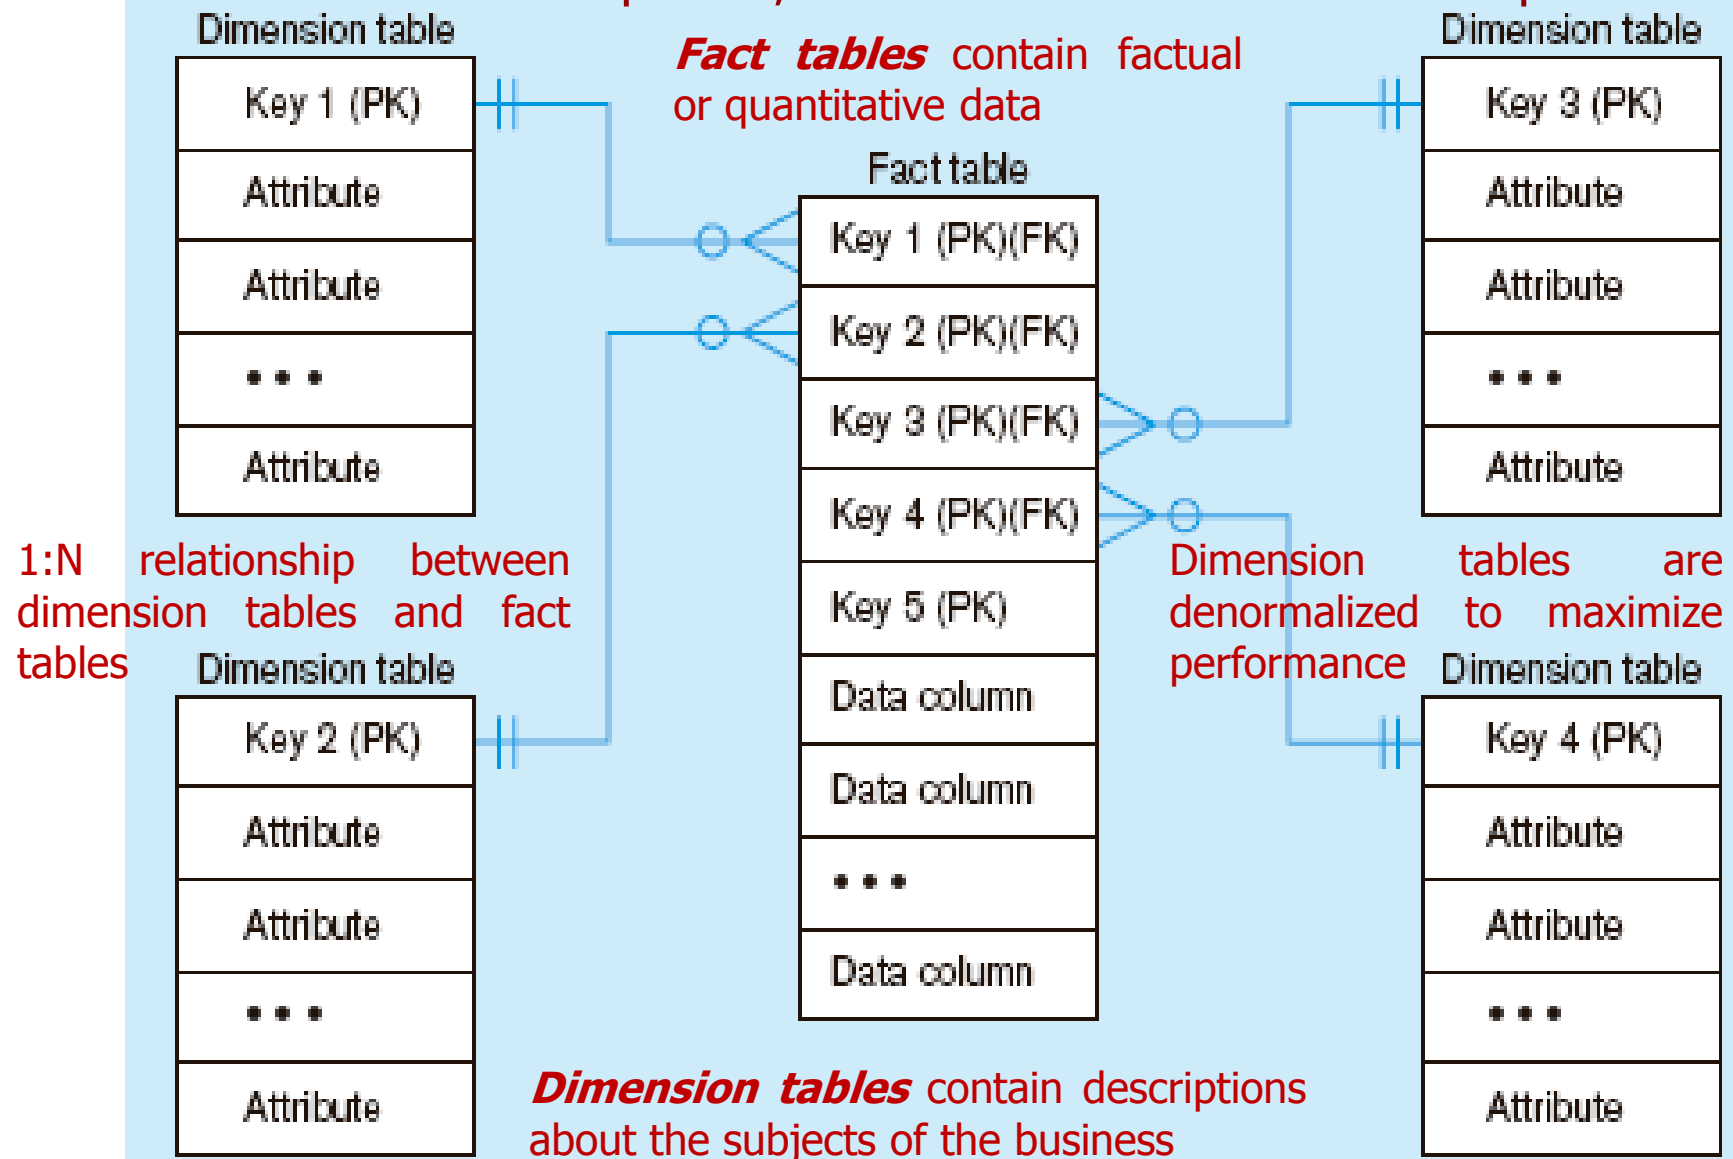 Dimension table
Key 1 (PK)
Attribute
Attribute
• • •
Attribute
Fact tables contain factual
or quantitative data
Dimension table
Key 3 (PK)
Attribute
Attribute
• • •
Attribute
Fact table
Key 1 (PK)(FK)
Key 2 (PK)(FK)
Key 3 (PK)(FK)
Key 4 (PK)(FK)
Key 5 (PK)
Data column
Data column
• • •
Data column
1:N relationship between
dimension tables and fact
tables
Dimension tables are
denormalized to maximize
performance
Dimension table
Key 2 (PK)
Attribute
Attribute
• • •
Attribute
Dimension table
Key 4 (PK)
Attribute
Attribute
• • •
Attribute
Dimension tables contain descriptions
about the subjects of the business